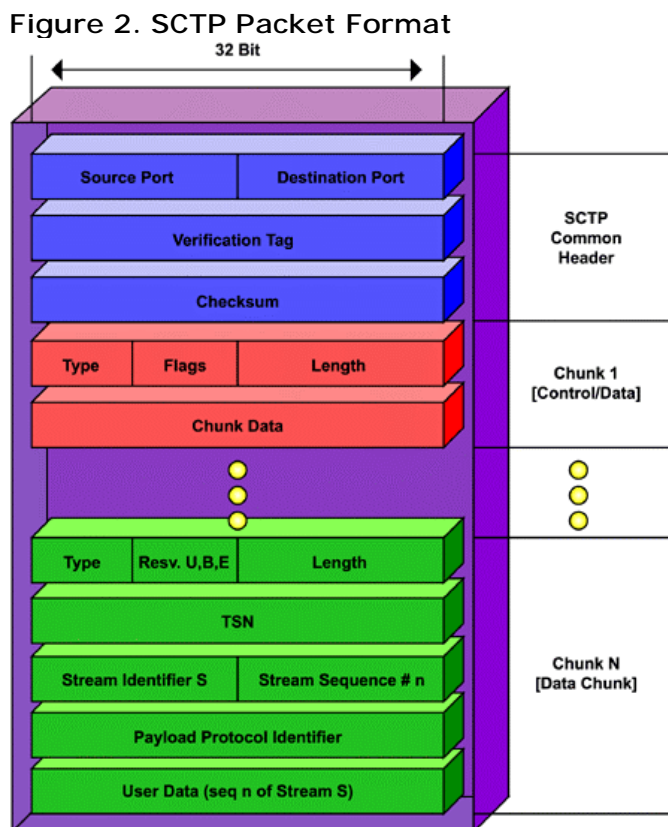 Figure 2. SCTP Packet Format
32 Bit
Source Port
Destination Port
Verification Tag
Checksum
SCTP
Common
Header
Type
Flags
Length
Chunk Data
Chunk 1
[Control/Data]
Type
Resv. U,B,E
Length
TSN
Stream Identifier S
Stream Sequence # n
Payload Protocol Identifier
User Data (seq n of Stream S)
Chunk N
[Data Chunk]